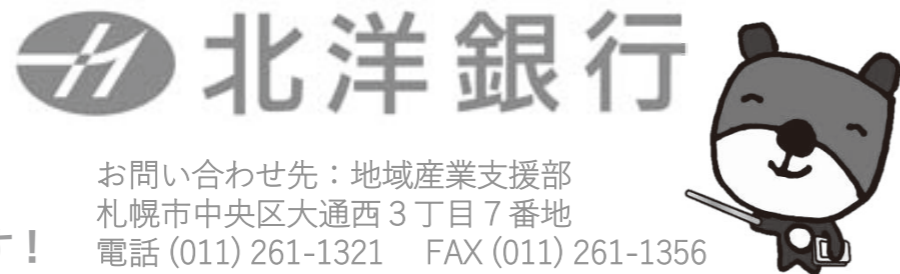 北洋銀行
お問い合わせ先：地域産業支援部
札幌市中央区大通西３丁目７番地
す！
電話 (011) 261-1321　FAX (011) 261-1356